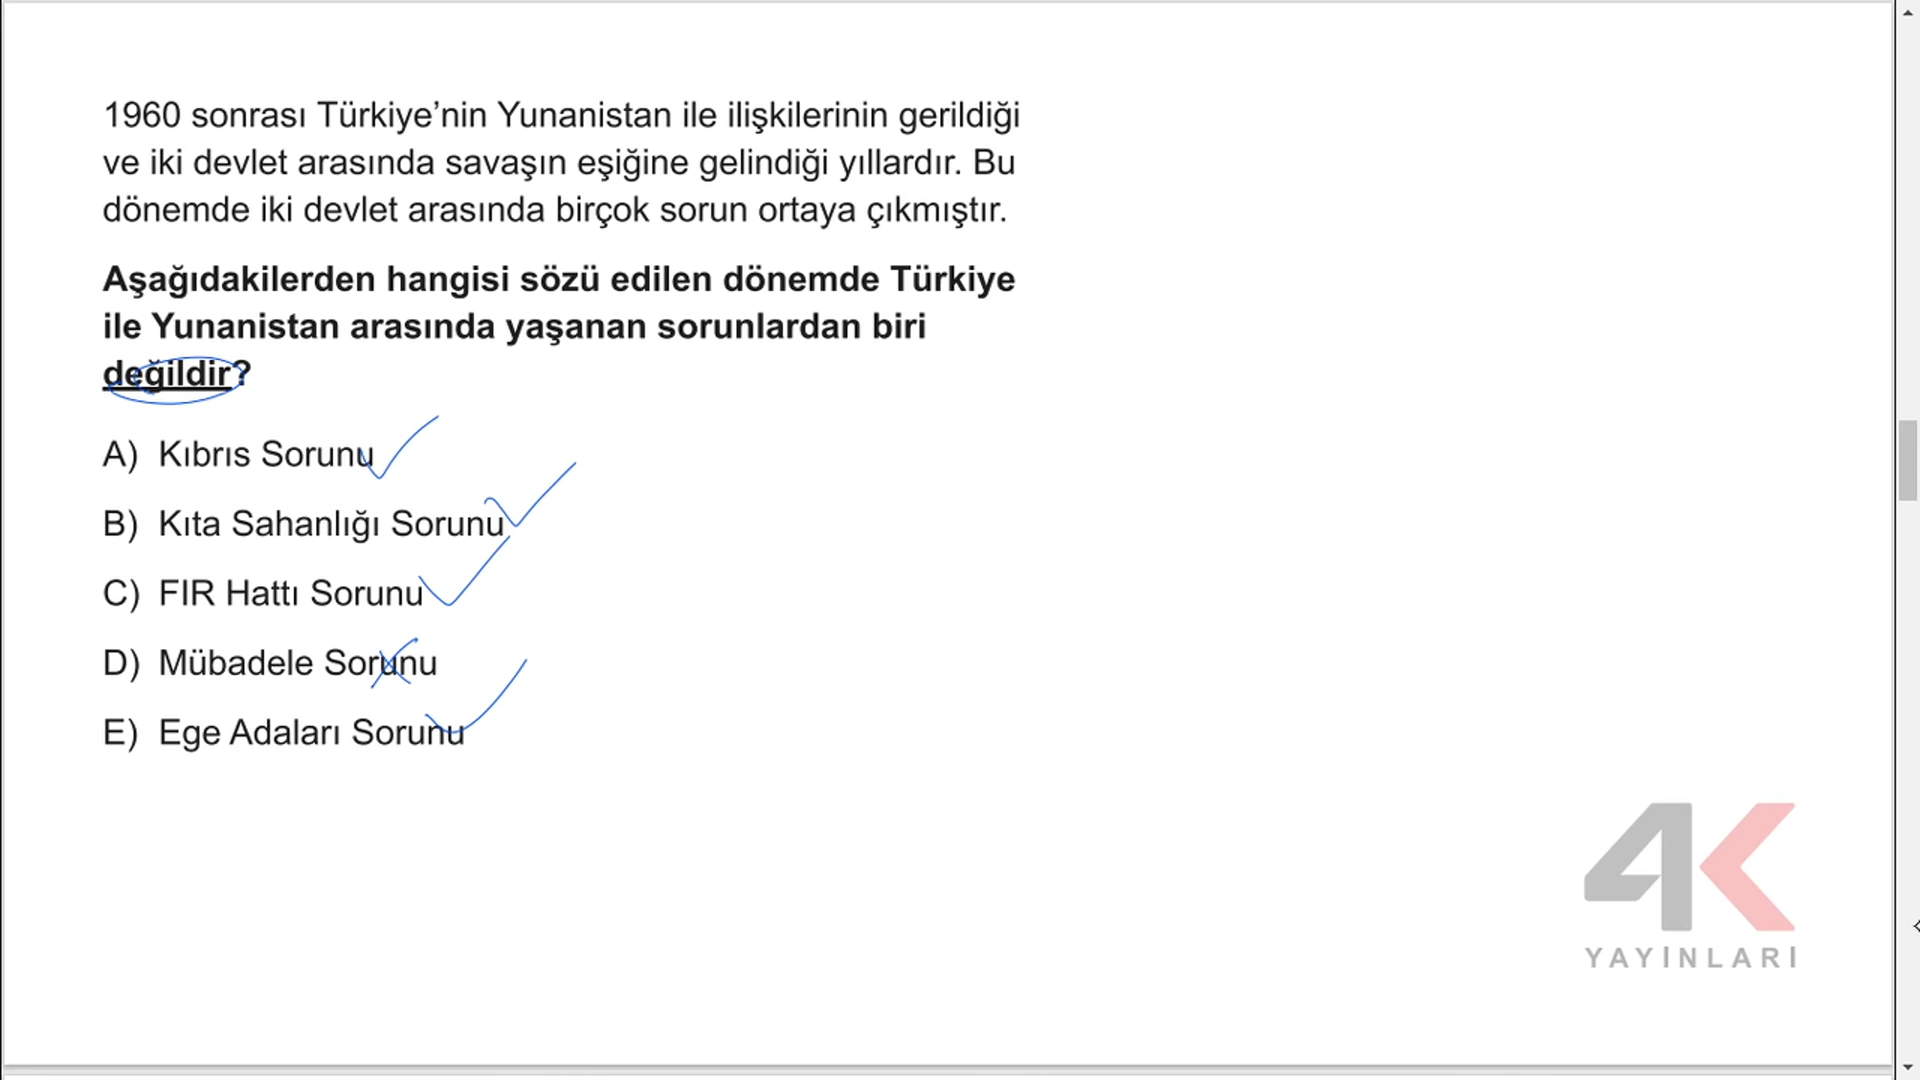 1960 sonrası Türkiye’nin Yunanistan ile ilişkilerinin gerildiği
ve iki devlet arasında savaşın eşiğine gelindiği yıllardır. Bu
dönemde iki devlet arasında birçok sorun ortaya çıkmıştır.
Aşağıdakilerden hangisi sözü edilen dönemde Türkiye
ile Yunanistan arasında yaşanan sorunlardan biri
değildir?
A) Kıbrıs Sorunu
B) Kıta Sahanlığı Sorunu
C) FIR Hattı Sorunu
D) Mübadele Sorunu
E) Ege Adaları Sorunu
4K
YAYİNLARİ